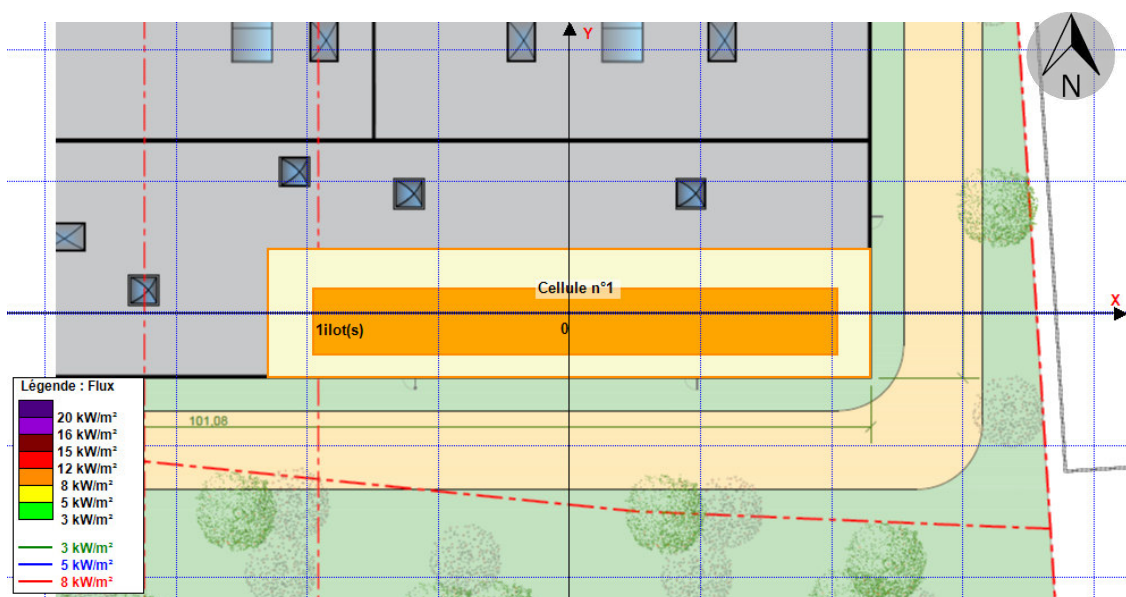 Y
N
X
Cellule n°1
1ilot(s)
0
101,08
Légende : Flux
20 kW/m²
16 kW/m²
15 kW/m²
12 kW/m²
8 kW/m²
5 kW/m²
3 kW/m²
3 kW/m²
5 kW/m²
8 kW/m²